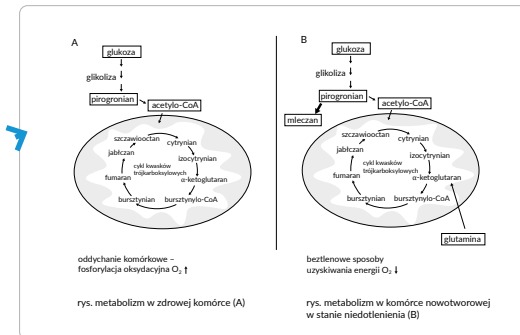 A
glukoza
glikoliza
pirogronian
acetylo-CoA
szczawiooctan
cytrynian
jabłczan
izocytrynian
cykl kwasków
trójkarboksylowych
fumaran
α-ketoglutaran
bursztynian
bursztynylo-CoA
oddychanie komórkowe –
fosforylacja oksydacyjna O₂
rys. metabolizm w zdrowej komórce (A)
B
glukoza
glikoliza
pirogronian
acetylo-CoA
mleczan
szczawiooctan
cytrynian
jabłczan
izocytrynian
cykl kwasków
trójkarboksylowych
fumaran
α-ketoglutaran
bursztynian
bursztynylo-CoA
glutamina
beztlenowe sposoby
uzyskiwania energii O₂
rys. metabolizm w komórce nowotworowej
w stanie niedotlenienia (B)